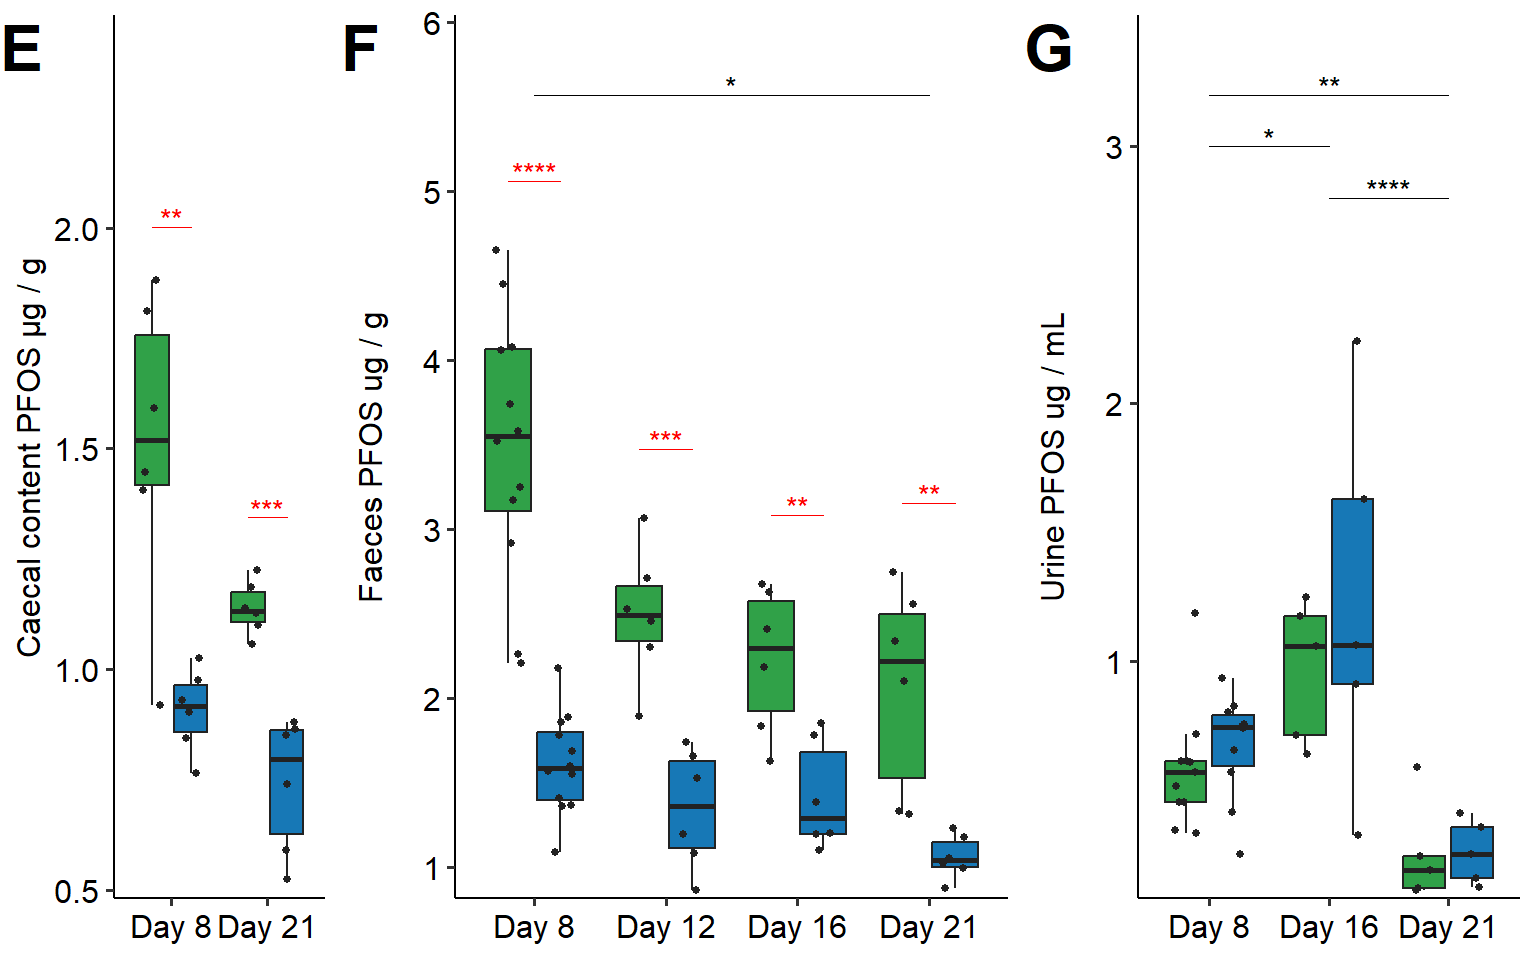 E
Caecal content PFOS µg / g
2.0
1.5
1.0
0.5
**
***
Day 8
Day 21
F
Faeces PFOS ug / g
6
5
4
3
2
1
*
****
***
**
**
Day 8
Day 12
Day 16
Day 21
G
Urine PFOS ug / mL
3
2
1
**
*
****
Day 8
Day 16
Day 21